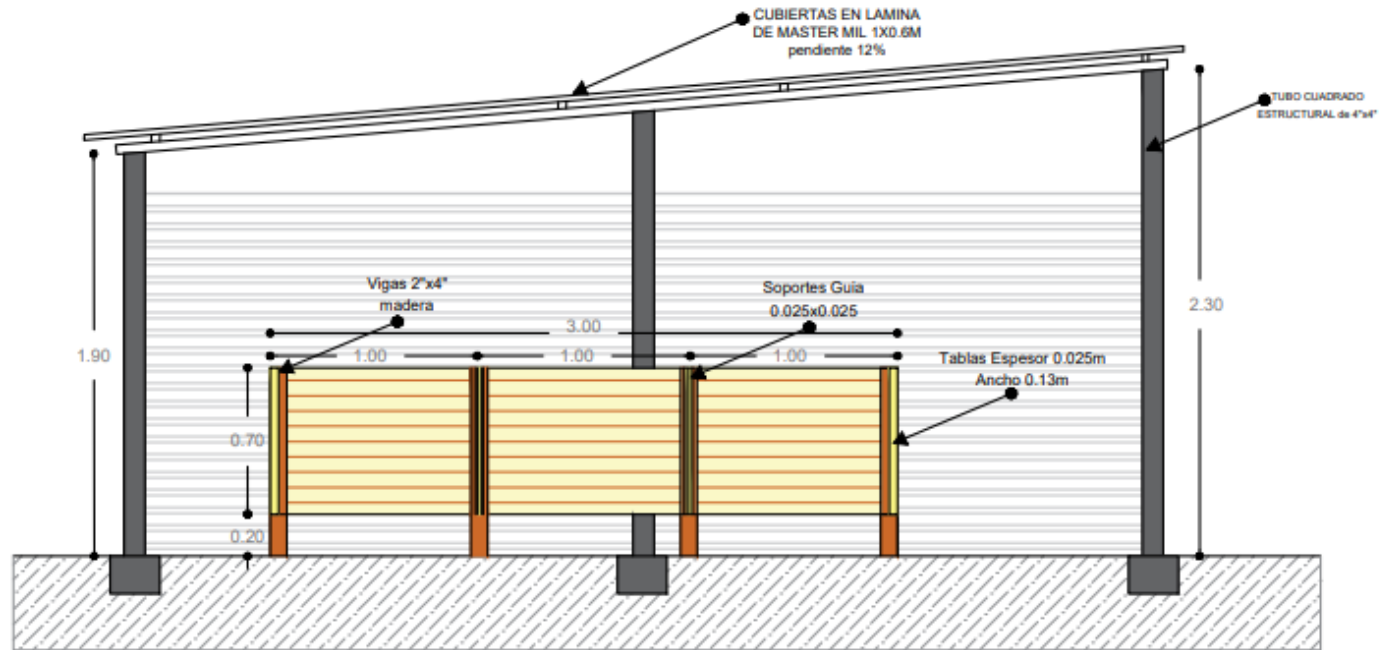 CUBIERTAS EN LAMINA
DE MASTER MIL 1X0.6M
pendiente 12%
TUBO CUADRADO
ESTRUCTURAL de 4"x4"
Vigas 2"x4"
madera
Soportes Guia
0.025x0.025
3.00
2.30
1.90
1.00
1.00
1.00
Tablas Espesor 0.025m
Ancho 0.13m
0.70
0.20